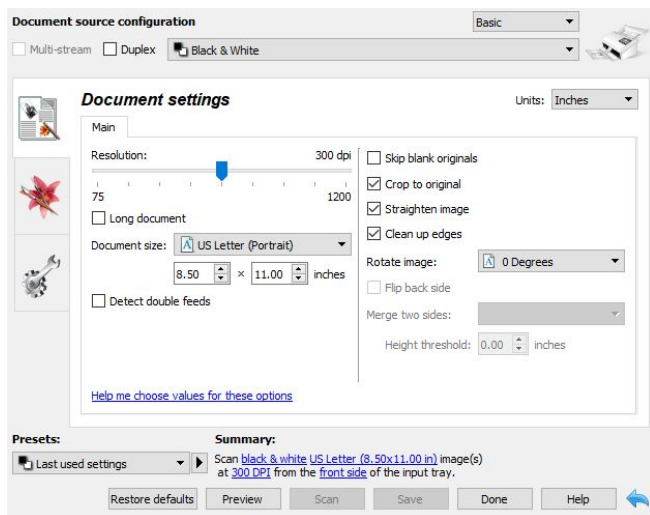 Document source configuration
Basic
Multi-stream
Duplex
Black & White
Document settings
Units: Inches
Main
Resolution: 300 dpi
75 1200
Long document
Document size: US Letter (Portrait)
8.50 × 11.00 inches
Detect double feeds
Help me choose values for these options
Skip blank originals
Crop to original
Straighten image
Clean up edges
Rotate image: 0 Degrees
Flip back side
Merge two sides:
Height threshold: 0.00 inches
Presets:
Last used settings
Summary:
Scan black & white US Letter (8.50x11.00 in) image(s)
at 300 DPI from the front side of the input tray.
Restore defaults
Preview
Scan
Save
Done
Help